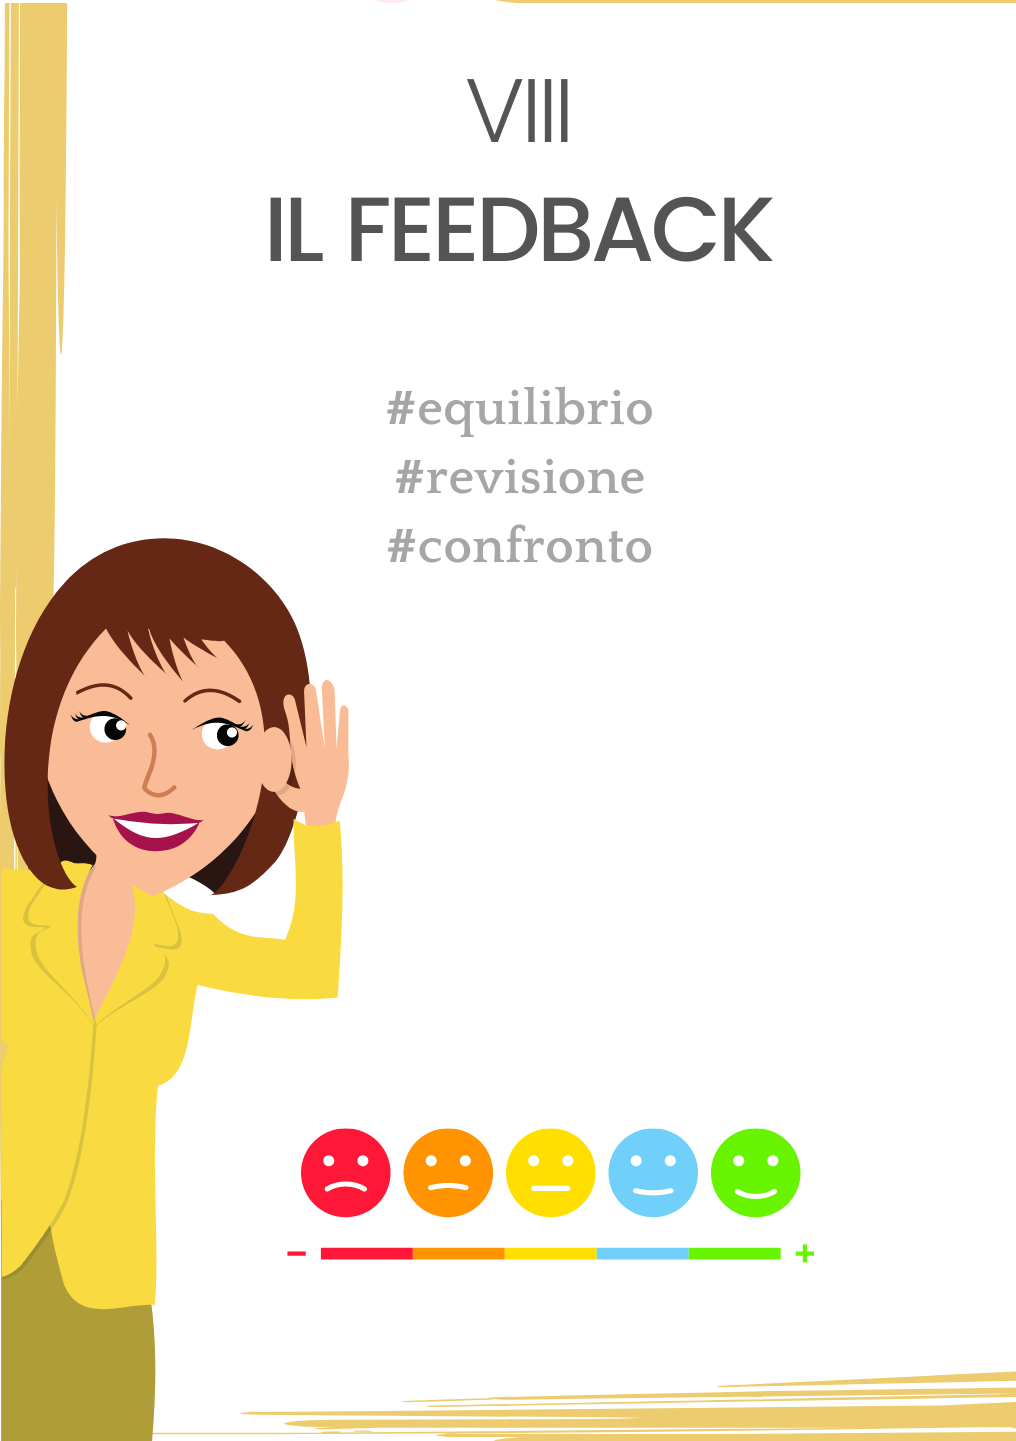 VIII
IL FEEDBACK
#equilibrio
#revisione
#confronto
- +